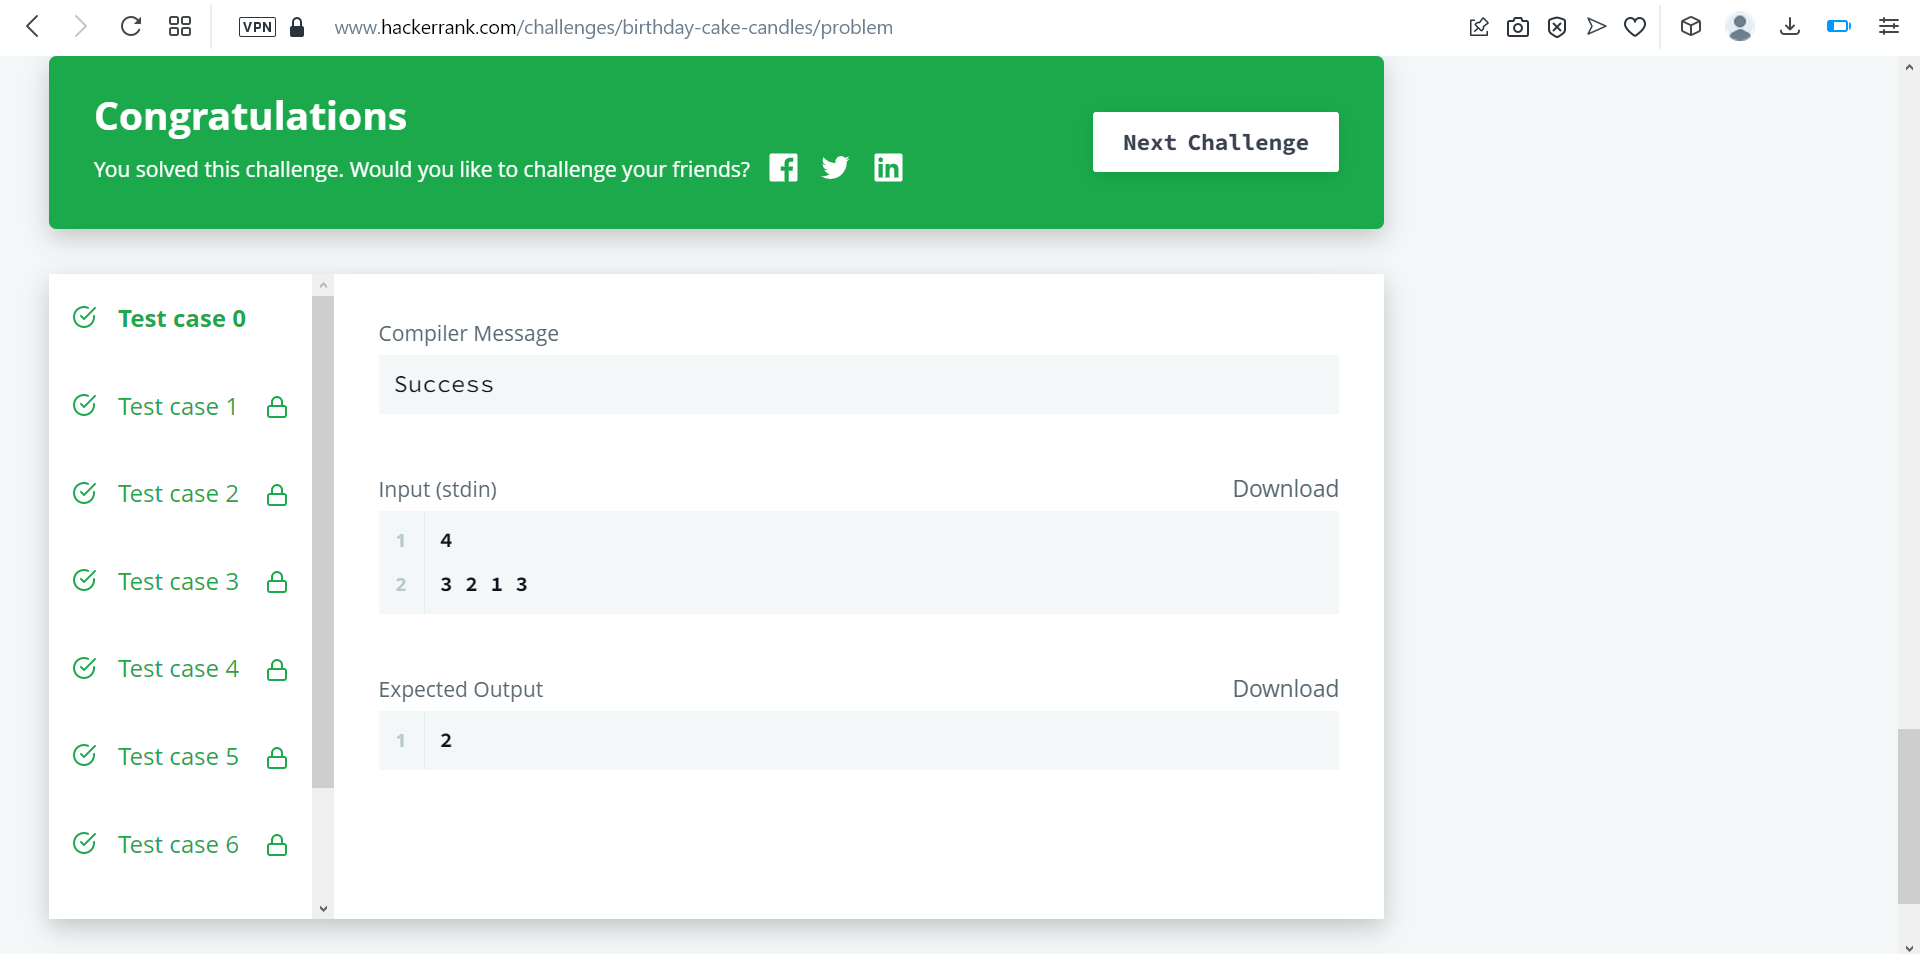 VPN www.hackerrank.com/challenges/birthday-cake-candles/problem
Congratulations
You solved this challenge. Would you like to challenge your friends?
Next Challenge
Test case 0
Test case 1
Test case 2
Test case 3
Test case 4
Test case 5
Test case 6
Compiler Message
Success
Input (stdin) Download
1 4
2 3 2 1 3
Expected Output Download
1 2